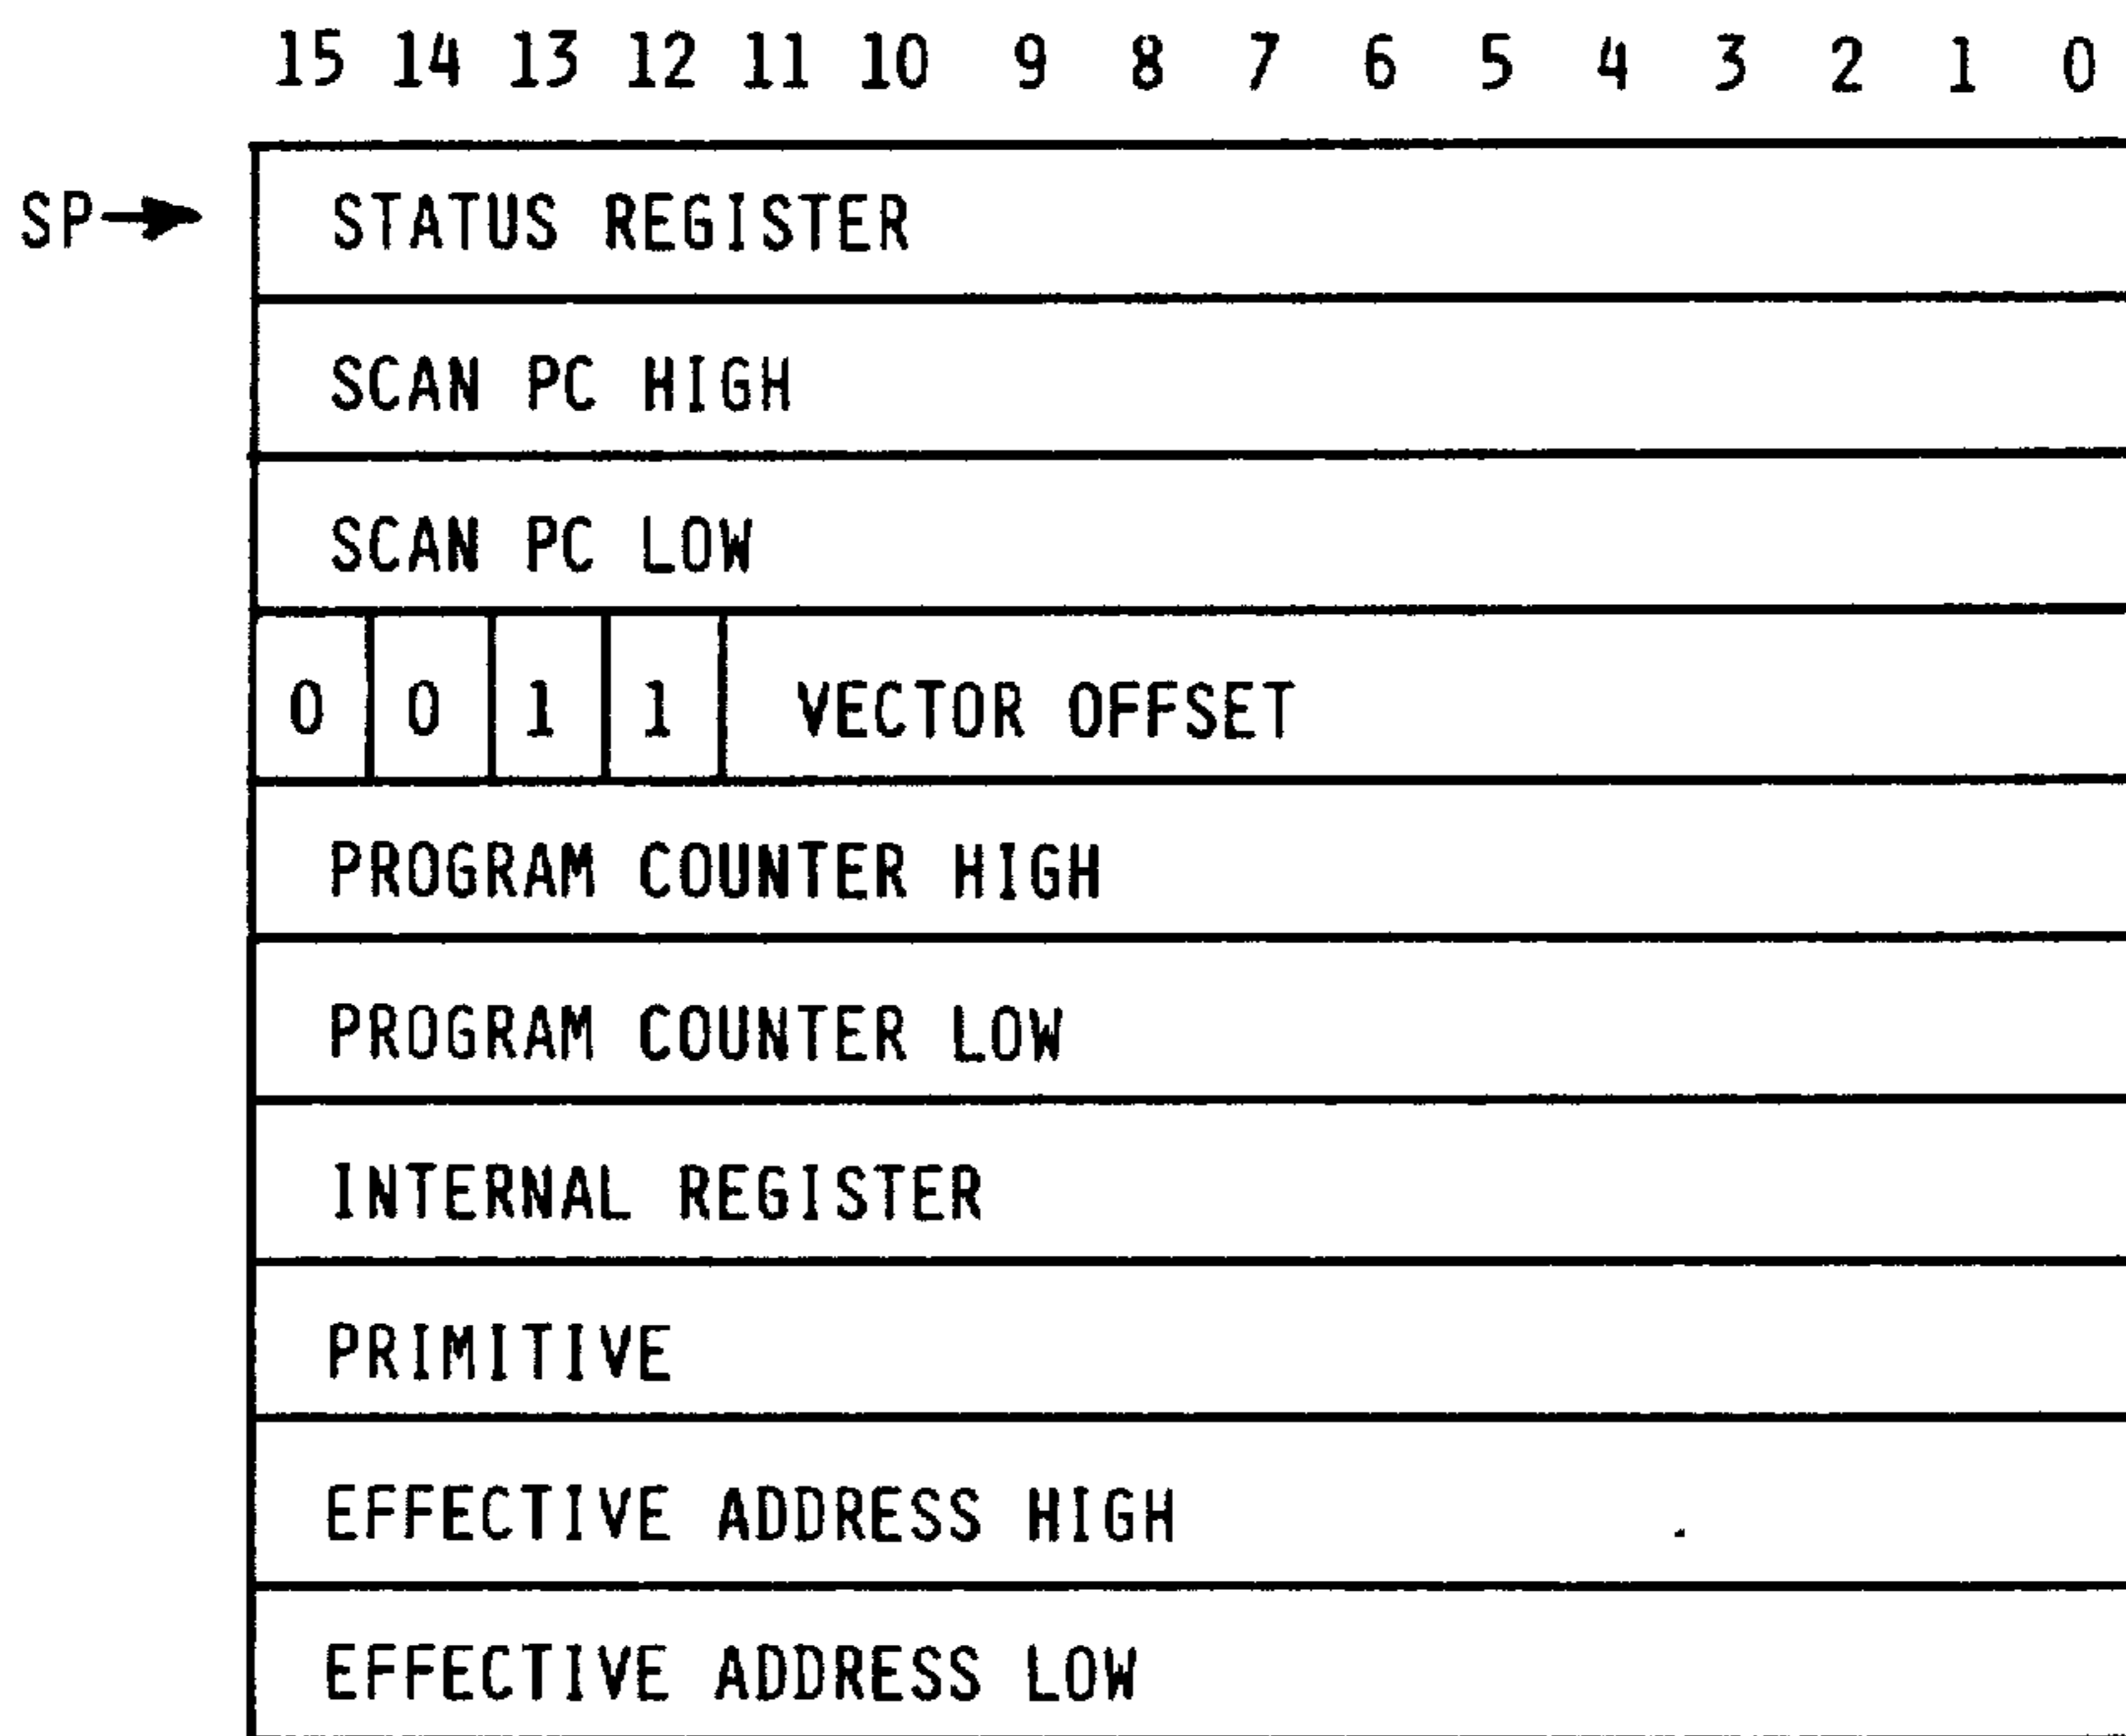 15 14 13 12 11 10 9 8 7 6 5 4 3 2 1 0
SP STATUS REGISTER
SCAN PC HIGH
SCAN PC LOW
0 0 1 1 VECTOR OFFSET
PROGRAM COUNTER HIGH
PROGRAM COUNTER LOW
INTERNAL REGISTER
PRIMITIVE
EFFECTIVE ADDRESS HIGH
EFFECTIVE ADDRESS LOW